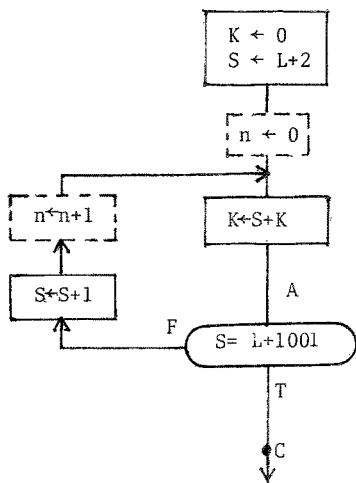 K ← 0
S ← L+2
n ← 0
n←n+1
K←S+K
S←S+1
A
F
S= L+1001
T
C